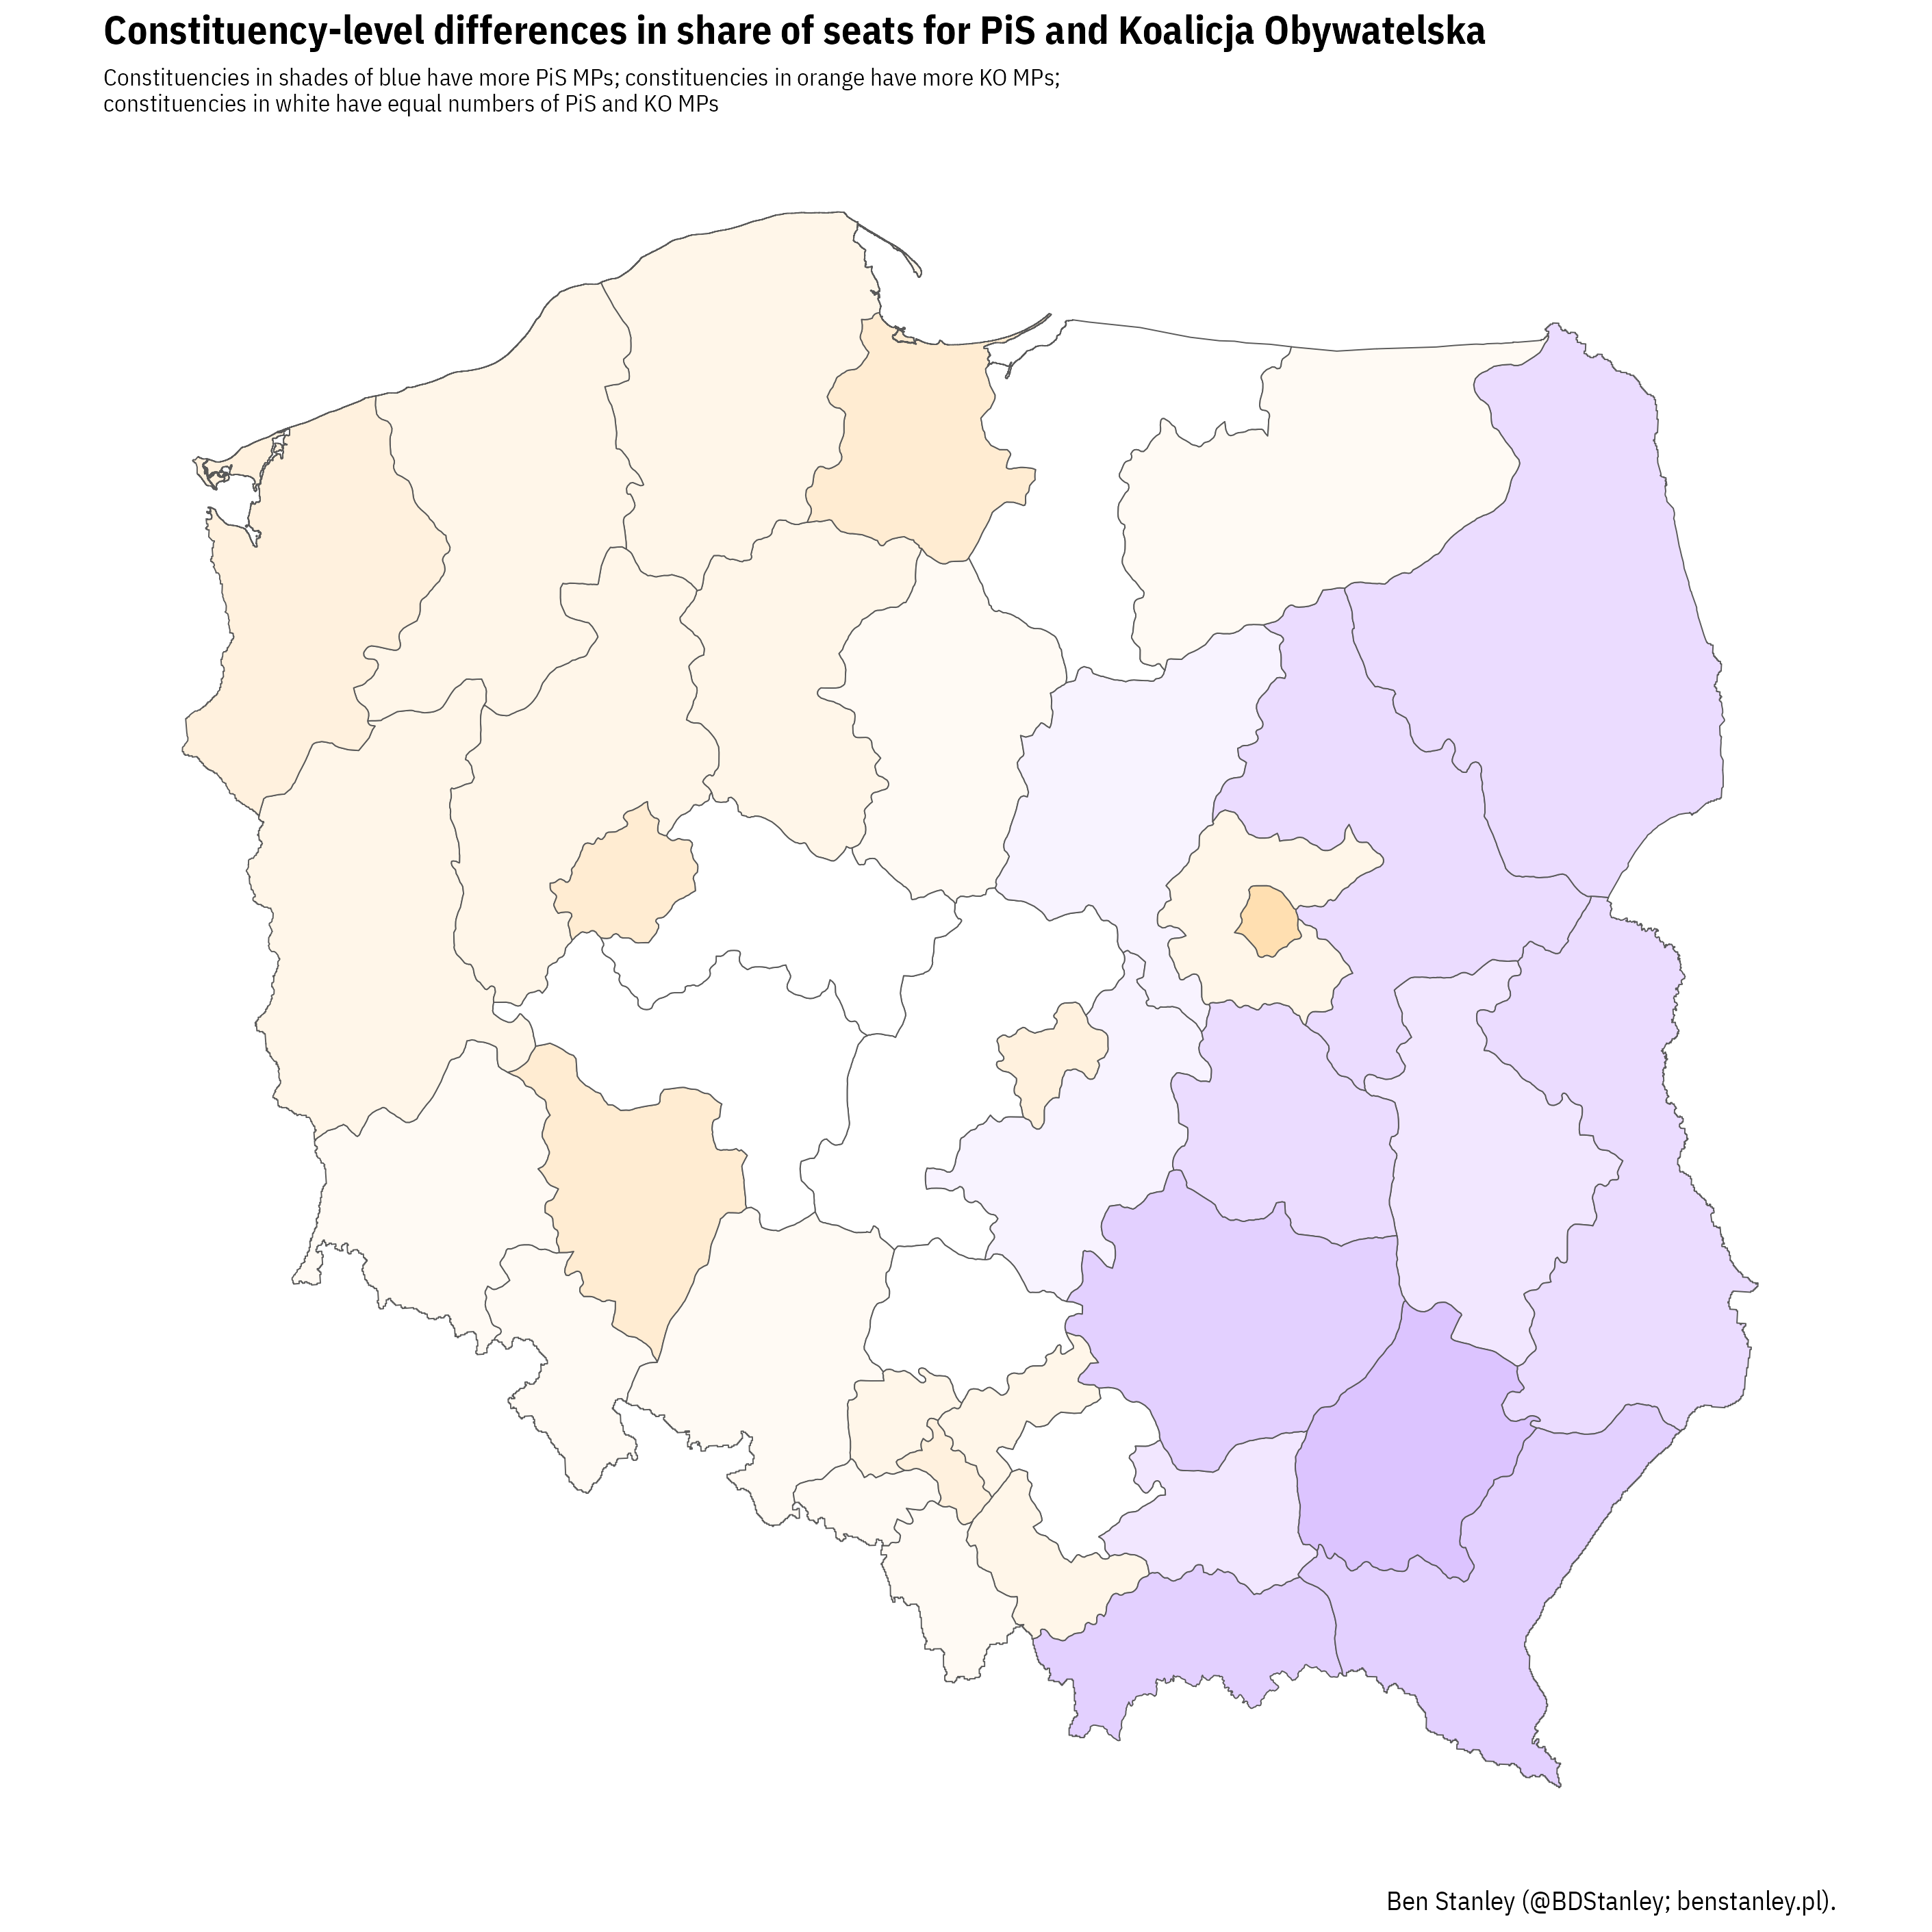 Constituency-level differences in share of seats for PiS and Koalicja Obywatelska
Constituencies in shades of blue have more PiS MPs; constituencies in orange have more KO MPs;
constituencies in white have equal numbers of PiS and KO MPs
Ben Stanley (@BDStanley; benstanley.pl).